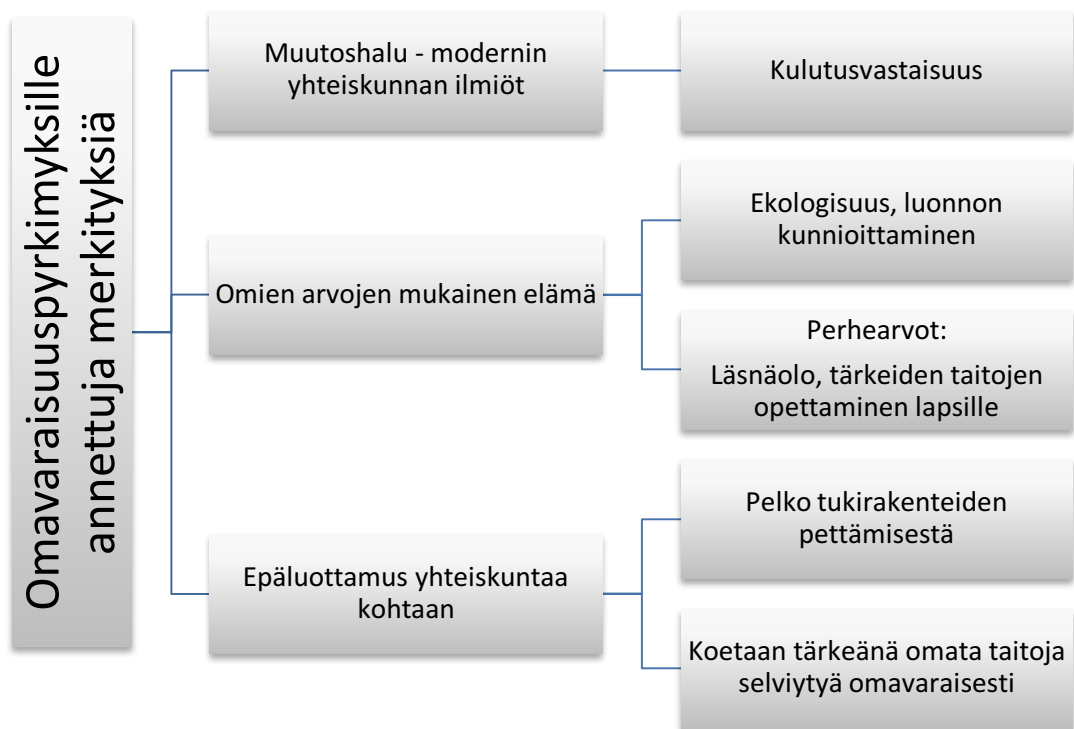 Omavaraisuuspyrkimyksille
annettuja merkityksiä
Muutoshalu - modernin
yhteiskunnan ilmiöt
Kulutusvastaisuus
Omien arvojen mukainen elämä
Ekologisuus, luonnon
kunnioittaminen
Perhearvot:
Läsnäolo, tärkeiden taitojen
opettaminen lapsille
Epäluottamus yhteiskuntaa
kohtaan
Pelko tukirakenteiden
pettämisestä
Koetaan tärkeänä omata taitoja
selviytyä omavaraisesti